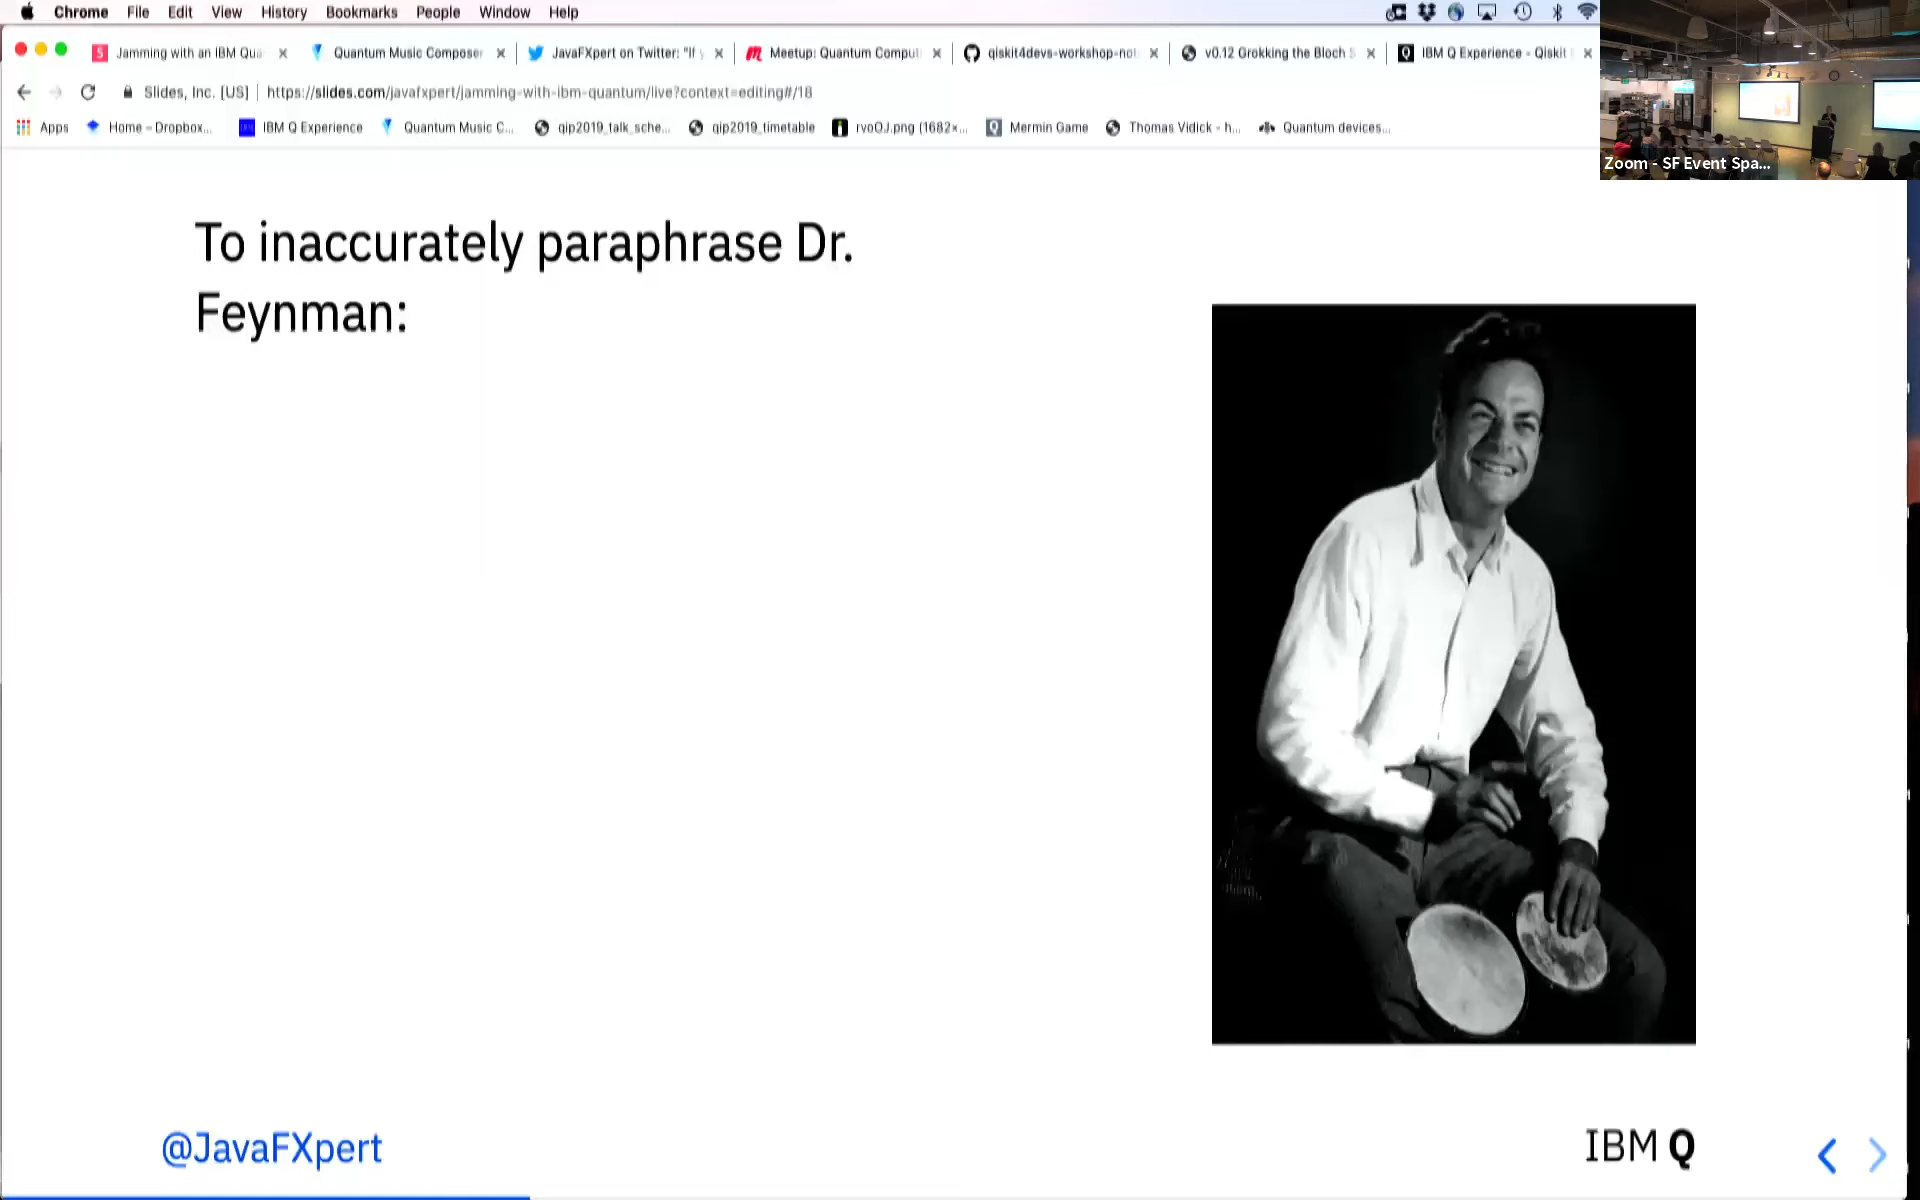 Chrome File Edit View History Bookmarks People Window Help
Jamming with an IBM Qua
Quantum Music Composer
JavaFXpert on Twitter: "If y
Meetup: Quantum Comput
qiskit4devs-workshop-not
v0.12 Grokking the Bloch S
IBM Q Experience - Qiskit
Slides, Inc. [US] https://slides.com/javafxpert/jamming-with-ibm-quantum/live?context=editing#/18
Apps
Home – Dropbox...
IBM Q Experience
Quantum Music C...
qip2019_talk_sche...
qip2019_timetable
rvoOJ.png (1682×...
Mermin Game
Thomas Vidick - h...
Quantum devices...
Zoom - SF Event Spa...
To inaccurately paraphrase Dr.
Feynman:
@JavaFXpert
IBM Q